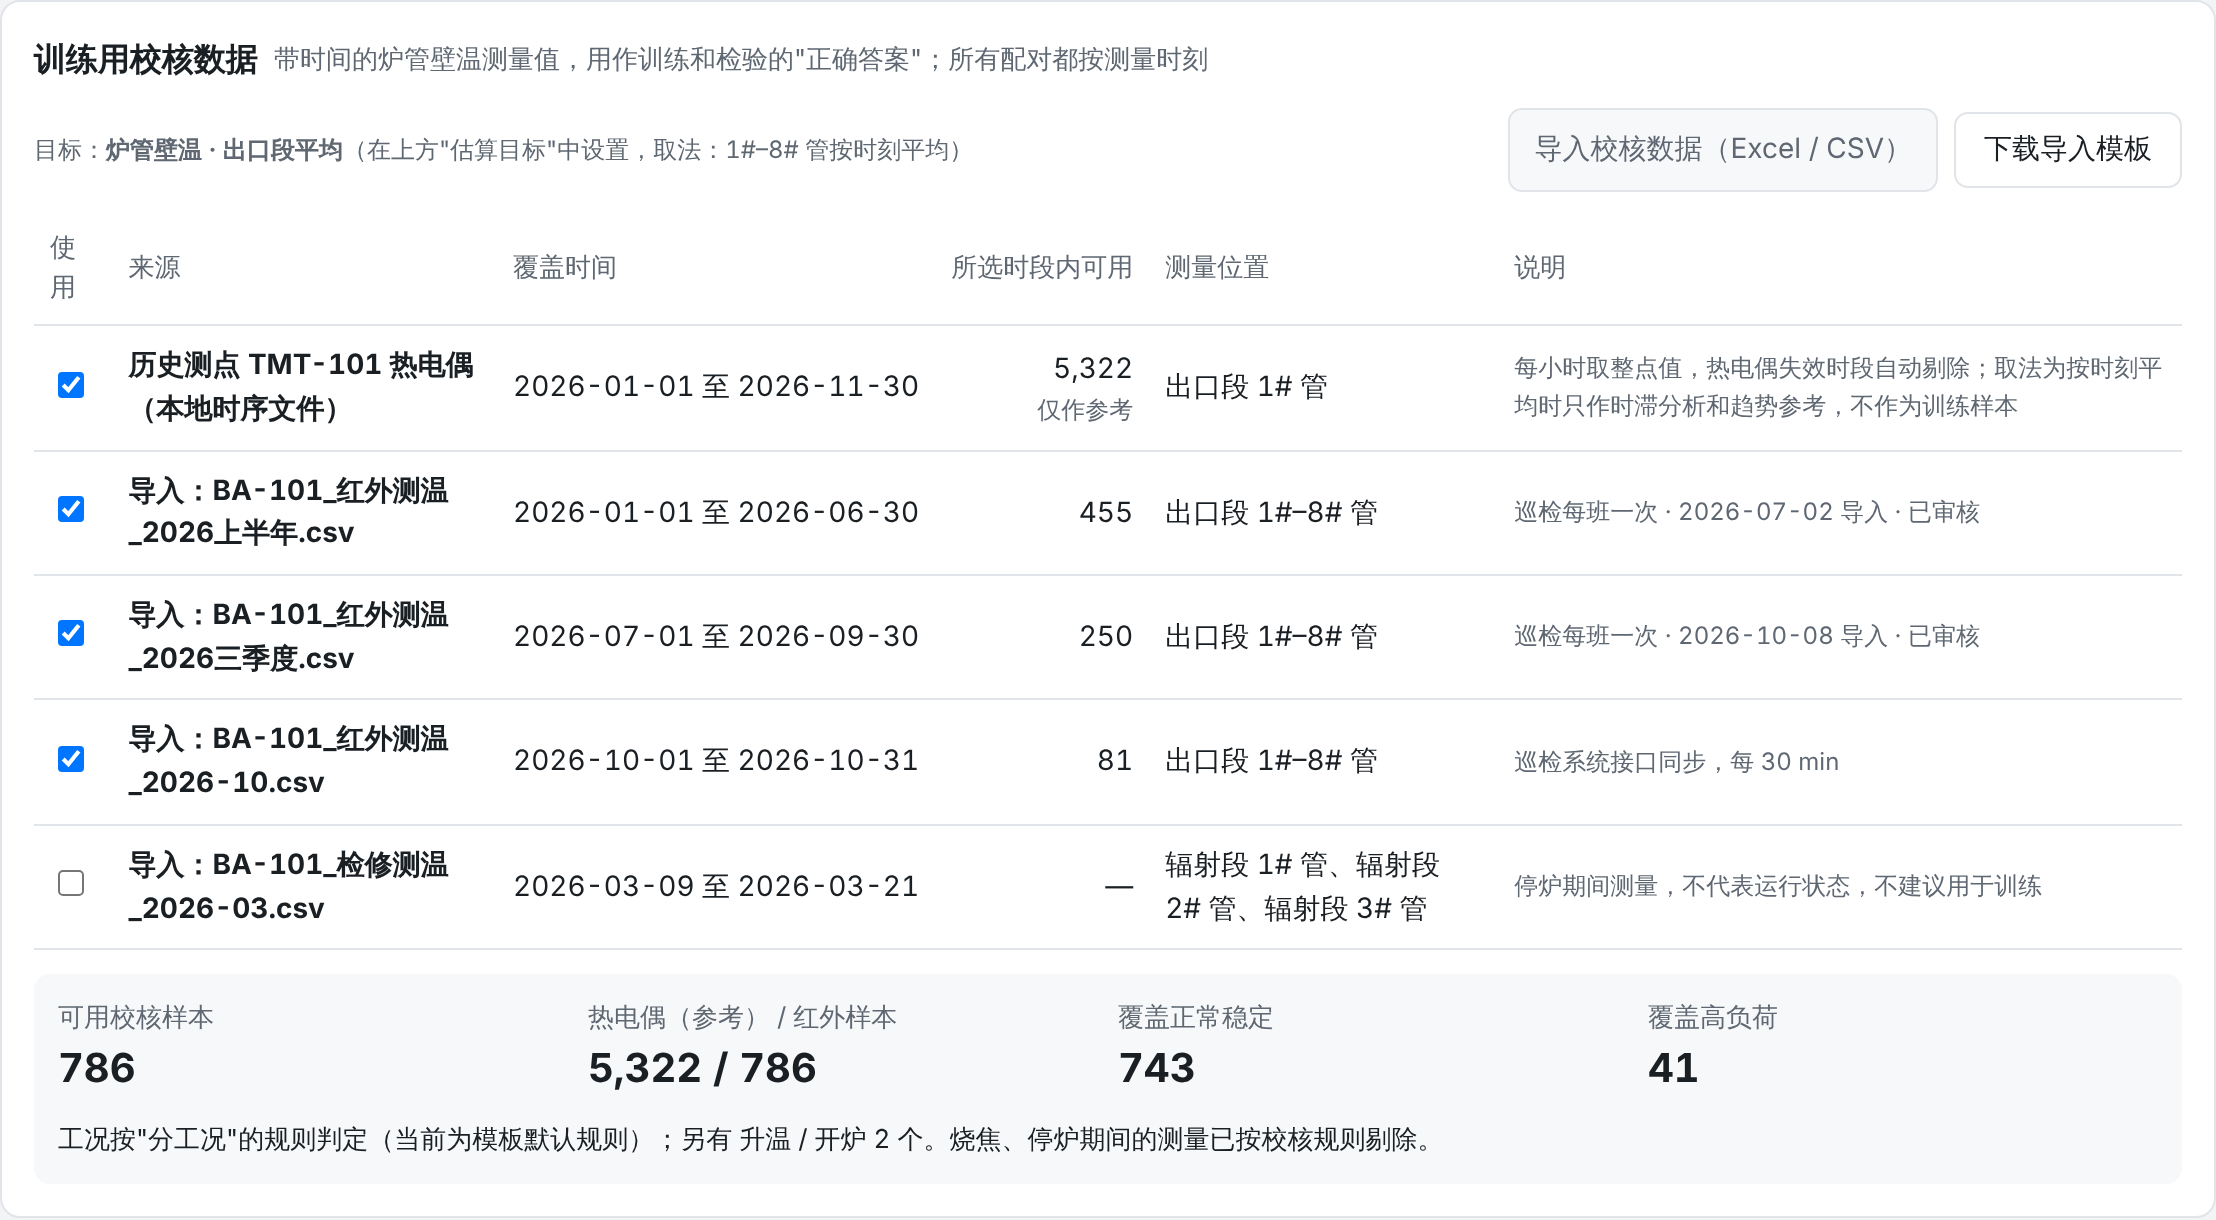 训练用校核数据 带时间的炉管壁温测量值，用作训练和检验的"正确答案"；所有配对都按测量时刻
目标：炉管壁温 · 出口段平均（在上方"估算目标"中设置，取法：1#–8# 管按时刻平均）
导入校核数据（Excel / CSV）
下载导入模板
使用
来源
覆盖时间
所选时段内可用
测量位置
说明
历史测点 TMT-101 热电偶
（本地时序文件）
2026-01-01 至 2026-11-30
5,322
仅作参考
出口段 1# 管
每小时取整点值，热电偶失效时段自动剔除；取法为按时刻平
均时只作时滞分析和趋势参考，不作为训练样本
导入：BA-101_红外测温
_2026上半年.csv
2026-01-01 至 2026-06-30
455
出口段 1#–8# 管
巡检每班一次 · 2026-07-02 导入 · 已审核
导入：BA-101_红外测温
_2026三季度.csv
2026-07-01 至 2026-09-30
250
出口段 1#–8# 管
巡检每班一次 · 2026-10-08 导入 · 已审核
导入：BA-101_红外测温
_2026-10.csv
2026-10-01 至 2026-10-31
81
出口段 1#–8# 管
巡检系统接口同步，每 30 min
导入：BA-101_检修测温
_2026-03.csv
2026-03-09 至 2026-03-21
—
辐射段 1# 管、辐射段
2# 管、辐射段 3# 管
停炉期间测量，不代表运行状态，不建议用于训练
可用校核样本
786
热电偶（参考） / 红外样本
5,322 / 786
覆盖正常稳定
743
覆盖高负荷
41
工况按"分工况"的规则判定（当前为模板默认规则）；另有 升温 / 开炉 2 个。烧焦、停炉期间的测量已按校核规则剔除。